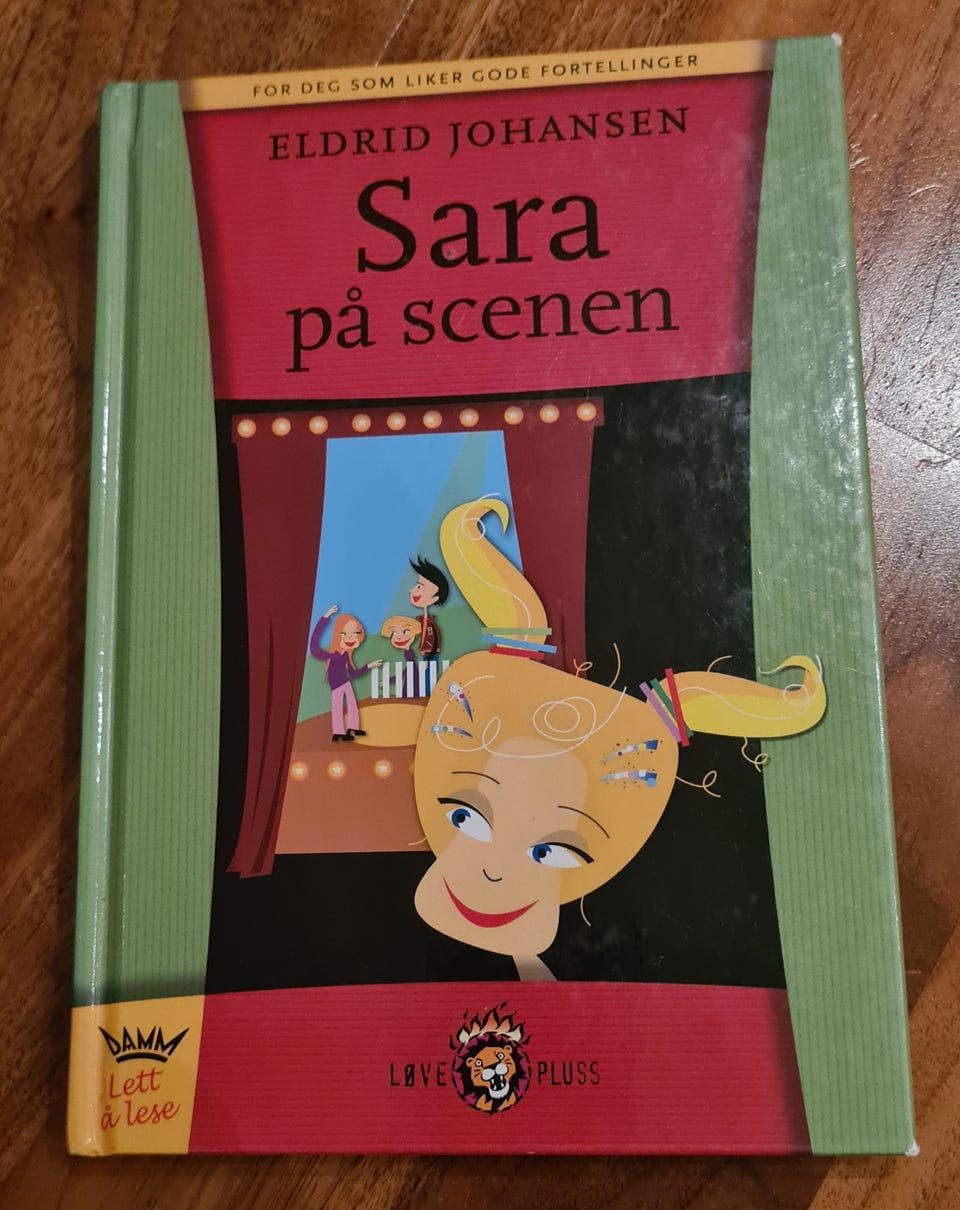 FOR DEG SOM LIKER GODE FORTELLINGER
ELDRID JOHANSEN
Sara
på scenen
DAMM
Lett
å lese
LØVE PLUSS